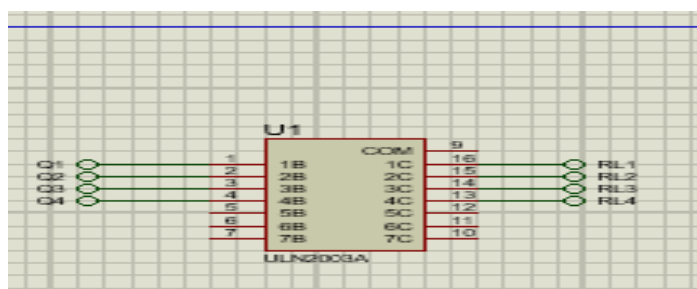 U1
COM 9
Q1 1 1B 1C 16 RL1
Q2 2 2B 2C 15 RL2
Q3 3 3B 3C 14 RL3
Q4 4 4B 4C 13 RL4
5 5B 5C 12
6 6B 6C 11
7 7B 7C 10
ULN2003A